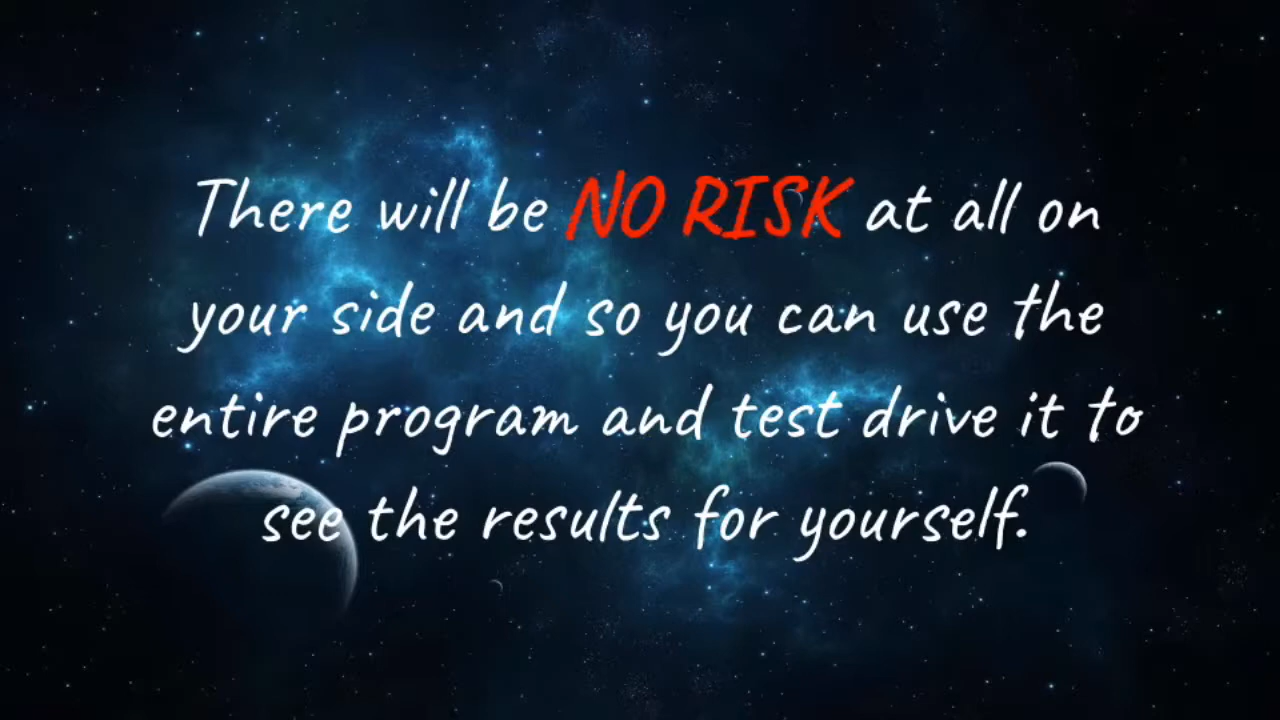 There will be NO RISK at all on
your side and so you can use the
entire program and test drive it to
see the results for yourself.